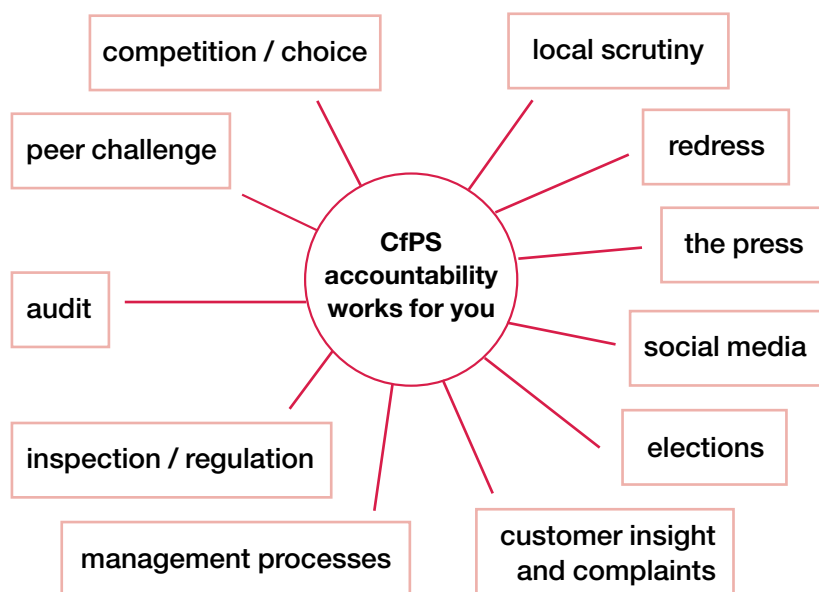 competition / choice
local scrutiny
peer challenge
redress
CfPS
accountability
works for you
the press
audit
social media
elections
inspection / regulation
customer insight
and complaints
management processes